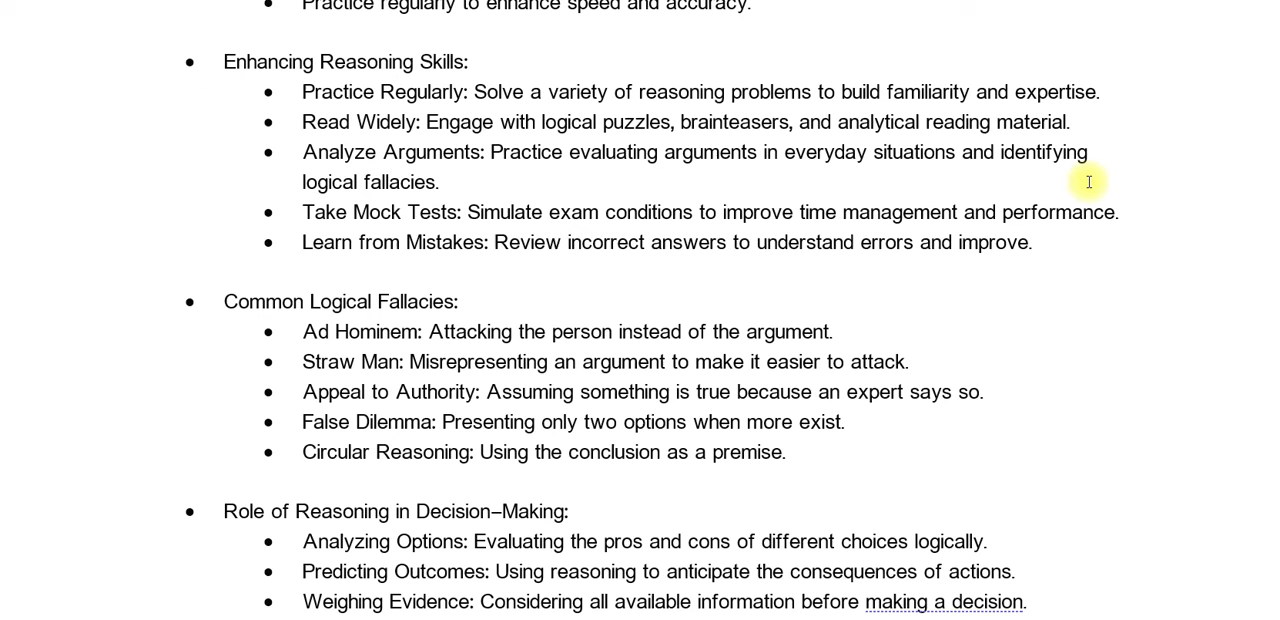 • Practice regularly to enhance speed and accuracy.
• Enhancing Reasoning Skills:
• Practice Regularly: Solve a variety of reasoning problems to build familiarity and expertise.
• Read Widely: Engage with logical puzzles, brainteasers, and analytical reading material.
• Analyze Arguments: Practice evaluating arguments in everyday situations and identifying
logical fallacies.
• Take Mock Tests: Simulate exam conditions to improve time management and performance.
• Learn from Mistakes: Review incorrect answers to understand errors and improve.
• Common Logical Fallacies:
• Ad Hominem: Attacking the person instead of the argument.
• Straw Man: Misrepresenting an argument to make it easier to attack.
• Appeal to Authority: Assuming something is true because an expert says so.
• False Dilemma: Presenting only two options when more exist.
• Circular Reasoning: Using the conclusion as a premise.
• Role of Reasoning in Decision–Making:
• Analyzing Options: Evaluating the pros and cons of different choices logically.
• Predicting Outcomes: Using reasoning to anticipate the consequences of actions.
• Weighing Evidence: Considering all available information before making a decision.